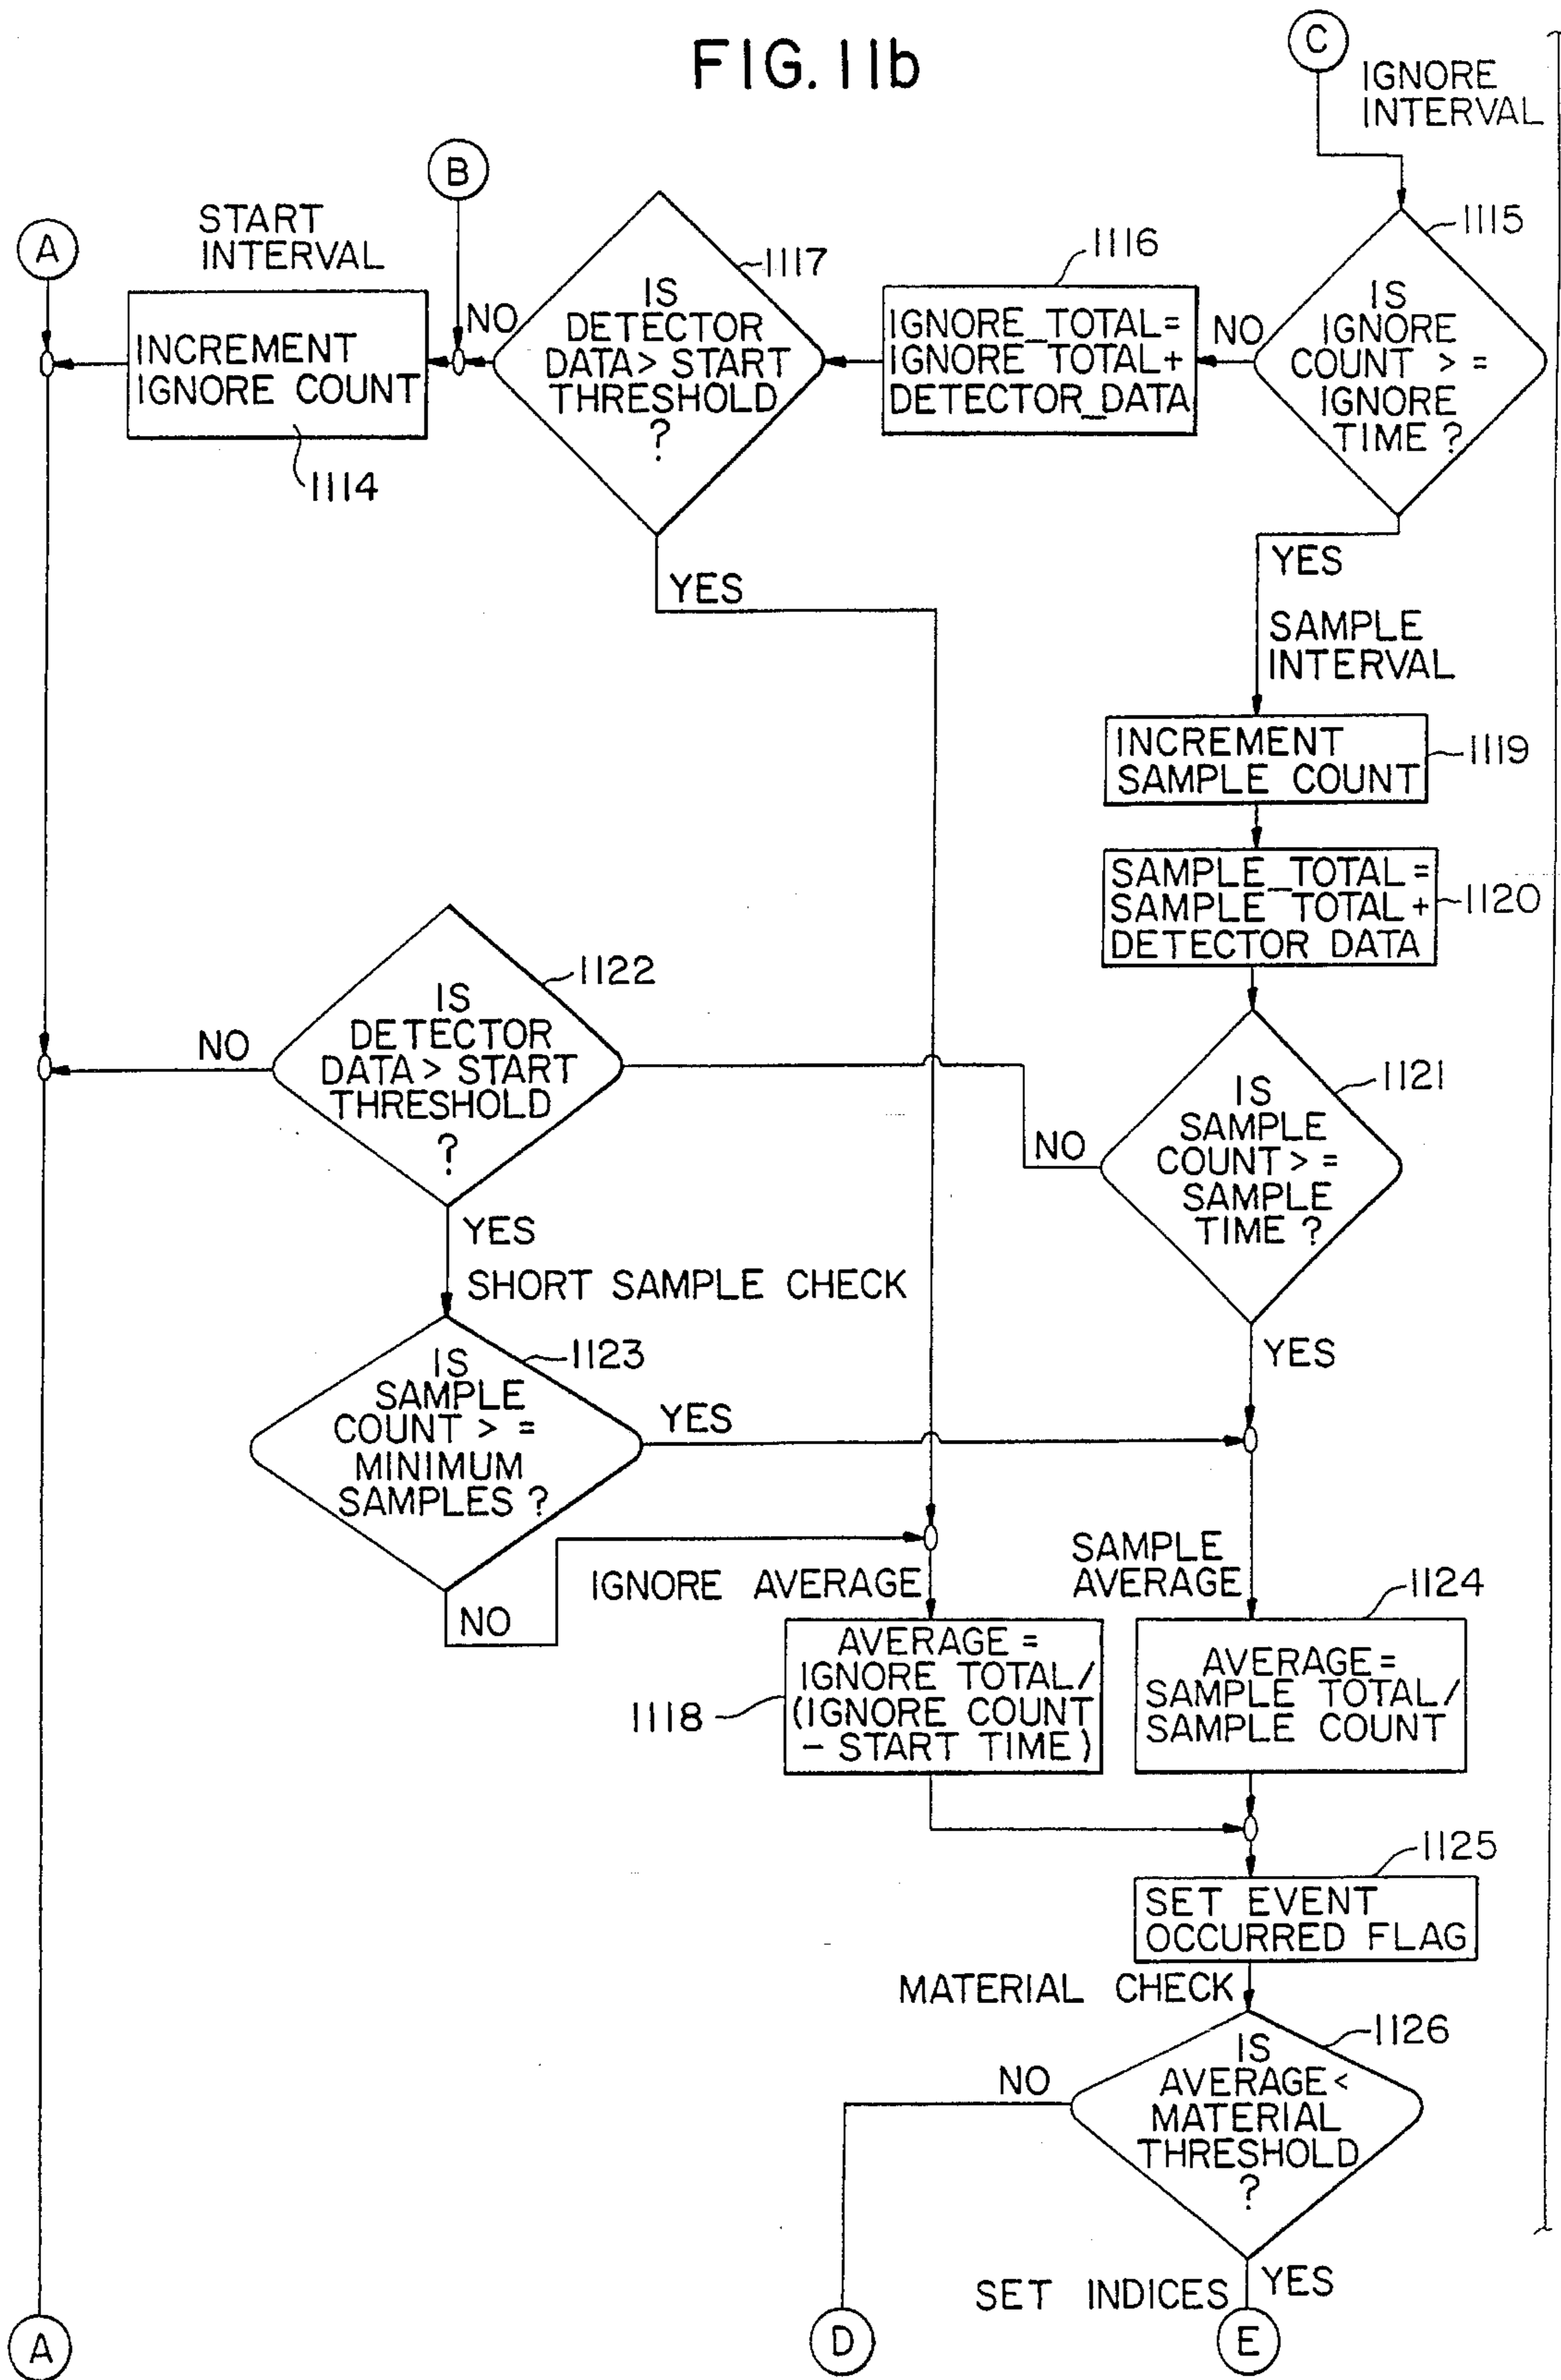 FIG. 11b
C
IGNORE
INTERVAL
B
A
START
INTERVAL
INCREMENT
IGNORE COUNT
1114
NO
1117
IS
DETECTOR
DATA > START
THRESHOLD
?
YES
1116
IGNORE_TOTAL=
IGNORE TOTAL+
DETECTOR_DATA
NO
1115
IS
IGNORE
COUNT > =
IGNORE
TIME ?
YES
SAMPLE
INTERVAL
INCREMENT
SAMPLE COUNT
1119
SAMPLE_TOTAL=
SAMPLE TOTAL+
DETECTOR DATA
1120
1122
IS
DETECTOR
DATA > START
THRESHOLD
?
NO
YES
SHORT SAMPLE CHECK
1121
IS
SAMPLE
COUNT > =
SAMPLE
TIME ?
NO
YES
1123
IS
SAMPLE
COUNT > =
MINIMUM
SAMPLES ?
YES
NO
IGNORE AVERAGE
SAMPLE
AVERAGE
1118
AVERAGE =
IGNORE TOTAL/
(IGNORE COUNT
- START TIME)
1124
AVERAGE=
SAMPLE TOTAL/
SAMPLE COUNT
1125
SET EVENT
OCCURRED FLAG
MATERIAL CHECK
1126
IS
AVERAGE<
MATERIAL
THRESHOLD
?
NO
SET INDICES
YES
A
D
E